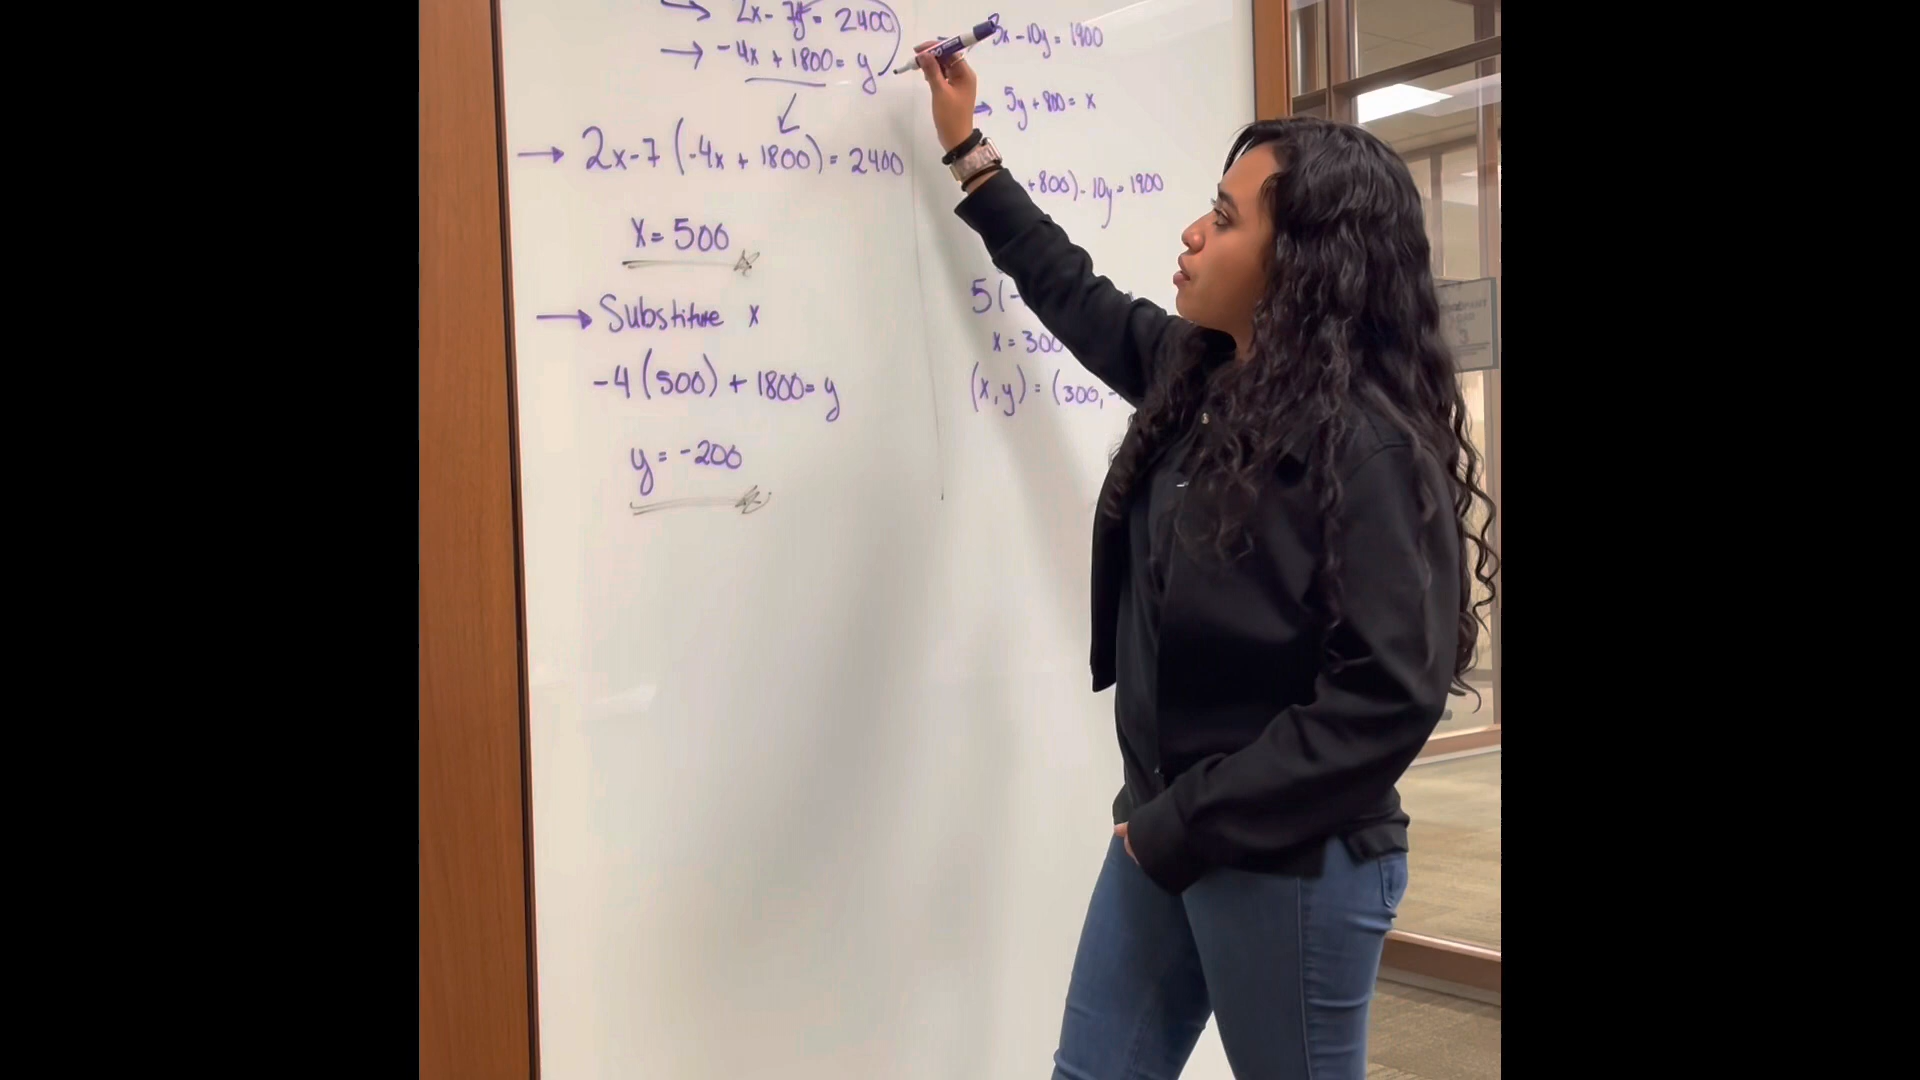 → 2x - 7y = 2400
→ -4x + 1800 = y
→ 2x - 7 (-4x + 1800) = 2400
x = 500
→ Substitute x
-4 (500) + 1800 = y
y = -200
3x - 10y = 1900
→ 5y + 800 = x
+ 800) - 10y = 1900
5(-
x = 300
(x, y) = (300, -